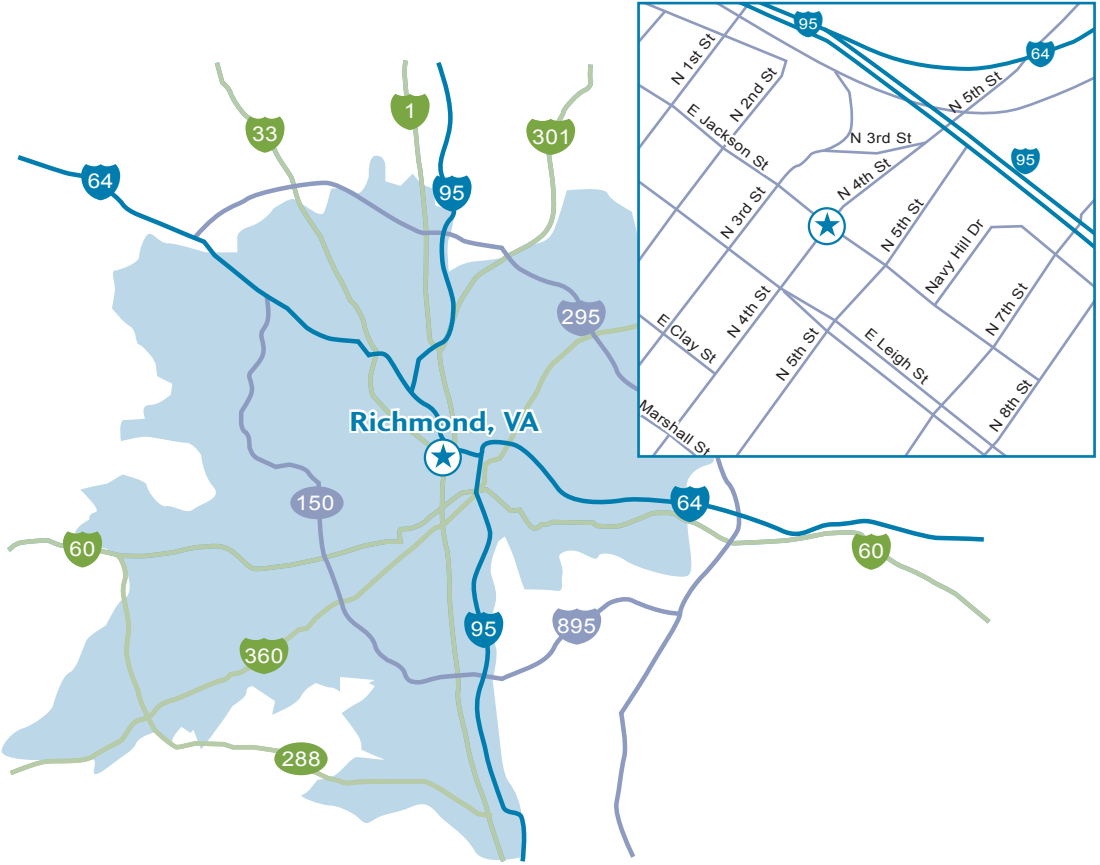 33
1
301
64
95
295
Richmond, VA
150
64
60
60
95
895
360
288
95
64
N 1st St
N 2nd St
N 5th St
E Jackson St
N 3rd St
95
N 4th St
N 3rd St
N 5th St
Navy Hill Dr
N 4th St
N 7th St
E Clay St
N 5th St
E Leigh St
N 8th St
Marshall St